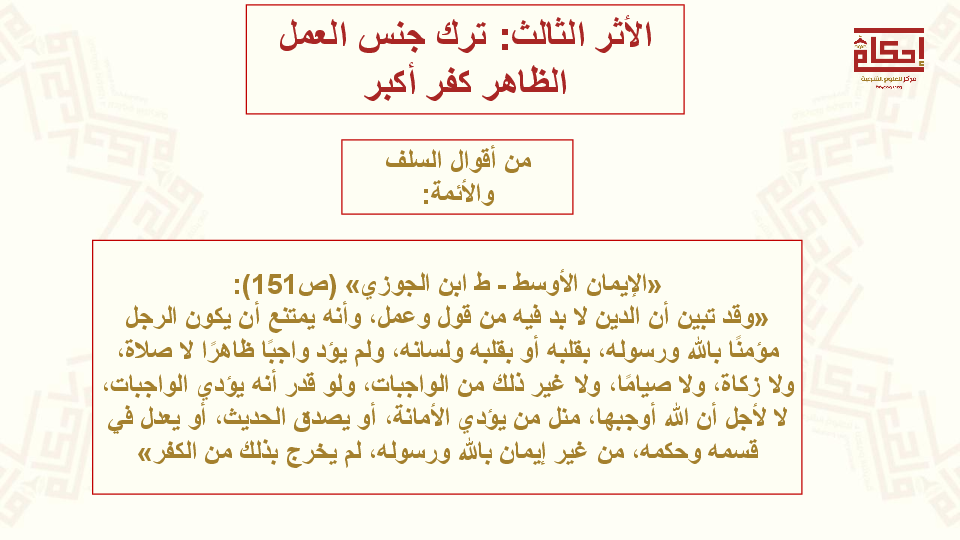 الأثر الثالث: ترك جنس العمل
الظاهر كفر أكبر
إحكام
مركز للعلوم الشرعية
من أقوال السلف
والأئمة:
«الإيمان الأوسط - ط ابن الجوزي» (ص151):
«وقد تبين أن الدين لا بد فيه من قول وعمل، وأنه يمتنع أن يكون الرجل
مؤمنًا بالله ورسوله، بقلبه أو بقلبه ولسانه، ولم يؤد واجبًا ظاهرًا لا صلاة،
ولا زكاة، ولا صيامًا، ولا غير ذلك من الواجبات، ولو قدر أنه يؤدي الواجبات،
لا لأجل أن الله أوجبها، منل من يؤدي الأمانة، أو يصدق الحديث، أو يعدل في
قسمه وحكمه، من غير إيمان بالله ورسوله، لم يخرج بذلك من الكفر»